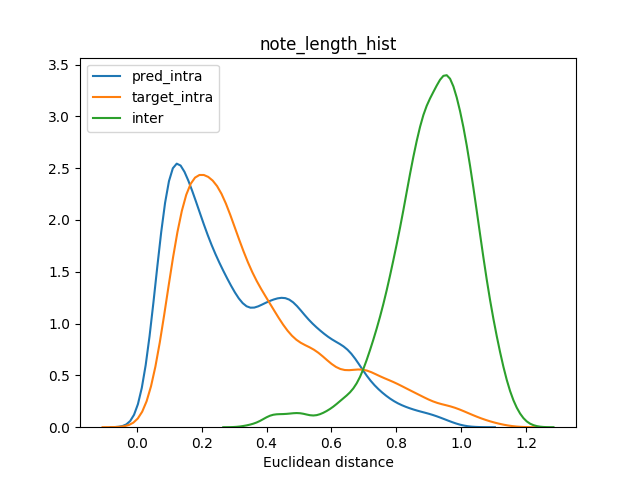 note_length_hist
pred_intra
target_intra
inter
3.5
3.0
2.5
2.0
1.5
1.0
0.5
0.0
0.0 0.2 0.4 0.6 0.8 1.0 1.2
Euclidean distance